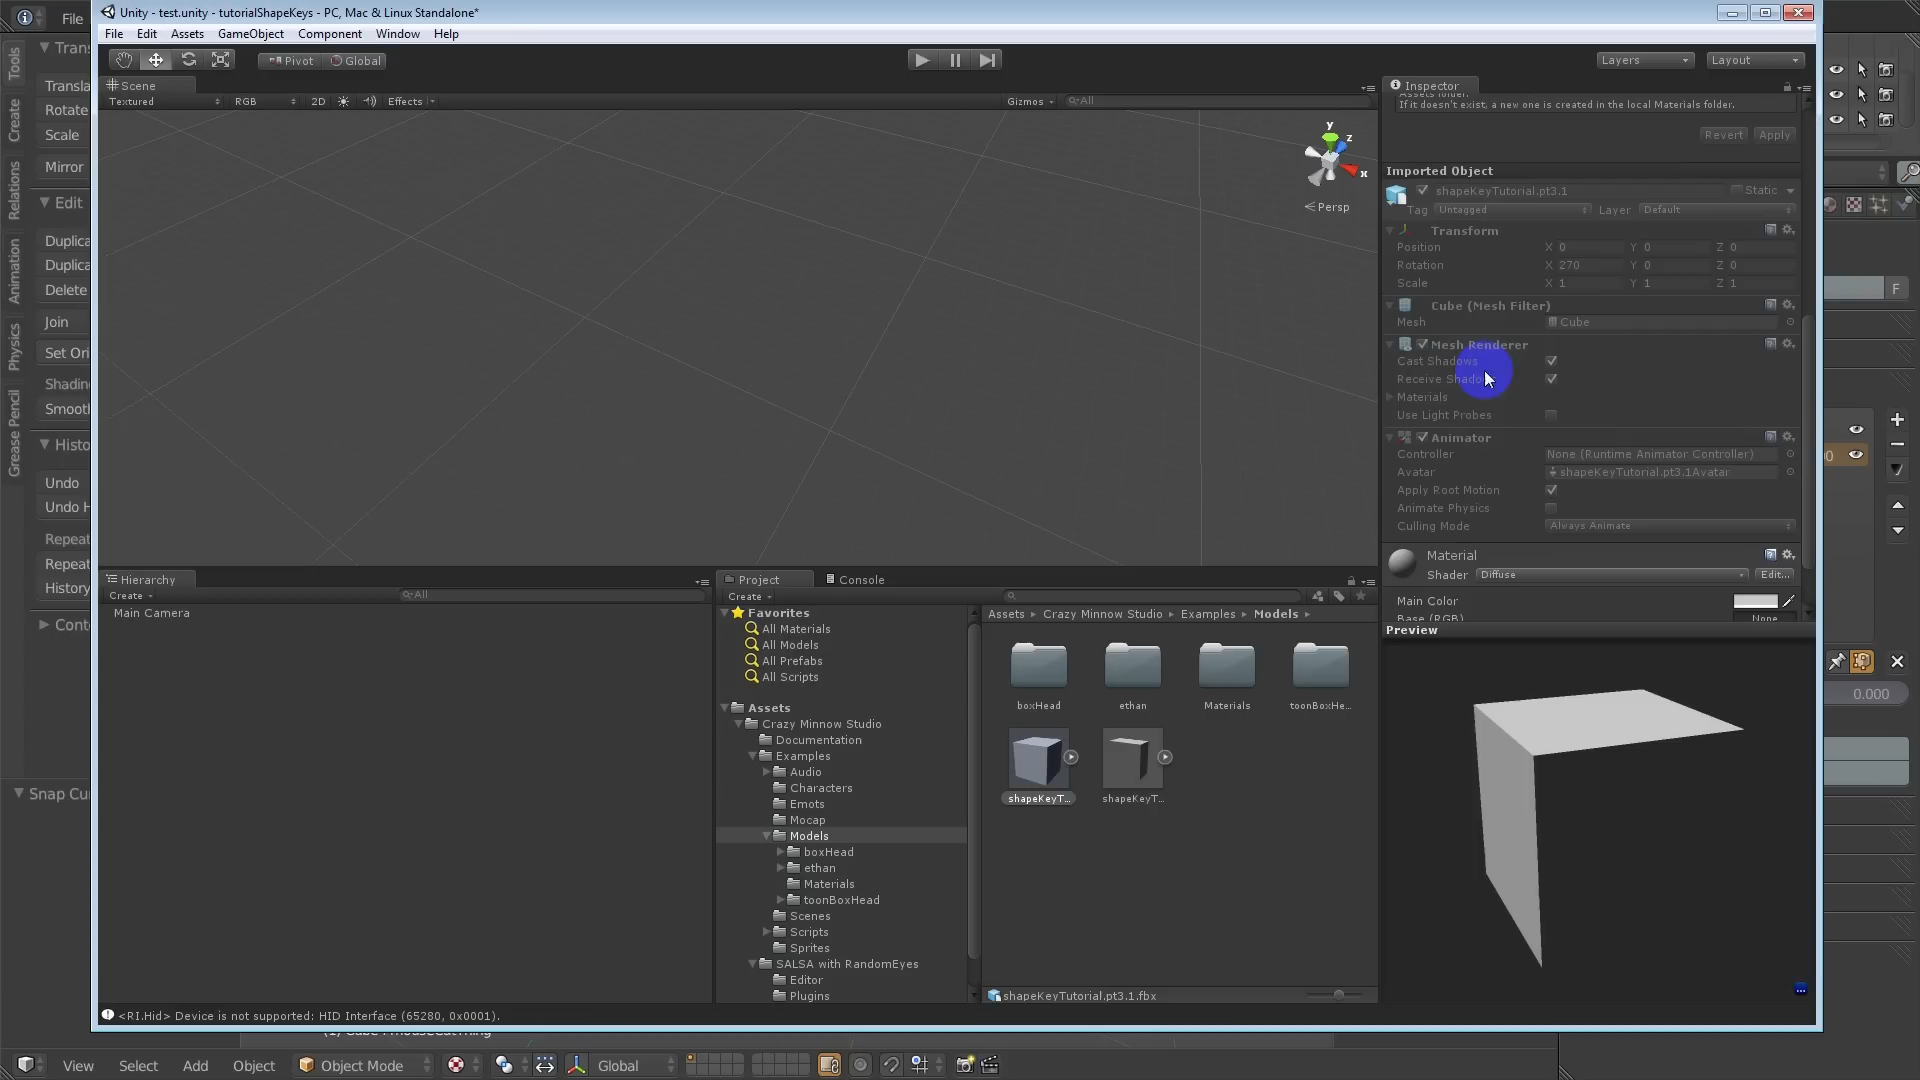 Unity - test.unity - tutorialShapeKeys - PC, Mac & Linux Standalone*
File
File Edit Assets GameObject Component Window Help
Pivot Global
Layers Layout
Scene
Textured RGB 2D Effects Gizmos All
y
z
x
Persp
Inspector
If it doesn't exist, a new one is created in the local Materials folder.
Revert Apply
Imported Object
shapeKeyTutorial.pt3.1 Static
Tag Untagged Layer Default
Transform
Position X 0 Y 0 Z 0
Rotation X 270 Y 0 Z 0
Scale X 1 Y 1 Z 1
Cube (Mesh Filter)
Mesh Cube
Mesh Renderer
Cast Shadows
Receive Shado
Materials
Use Light Probes
Animator
Controller None (Runtime Animator Controller)
Avatar shapeKeyTutorial.pt3.1Avatar
Apply Root Motion
Animate Physics
Culling Mode Always Animate
Material
Shader Diffuse Edit...
Main Color
Base (RGB) None
Preview
Hierarchy
Create All
Main Camera
Project Console
Create
Favorites
All Materials
All Models
All Prefabs
All Scripts
Assets
Crazy Minnow Studio
Documentation
Examples
Audio
Characters
Emots
Mocap
Models
boxHead
ethan
Materials
toonBoxHead
Scenes
Scripts
Sprites
SALSA with RandomEyes
Editor
Plugins
Assets Crazy Minnow Studio Examples Models
boxHead ethan Materials toonBoxHe...
shapeKeyT... shapeKeyT...
shapeKeyTutorial.pt3.1.fbx
<RI.Hid> Device is not supported: HID Interface (65280, 0x0001).
Tools
Create
Relations
Animation
Physics
Grease Pencil
Trans
Transla
Rotate
Scale
Mirror
Edit
Duplica
Duplica
Delete
Join
Set Ori
Shadin
Smoot
Histo
Undo
Undo H
Repeat
Repeat
History
Cont
Snap Cu
F
0.000
View Select Add Object Object Mode Global